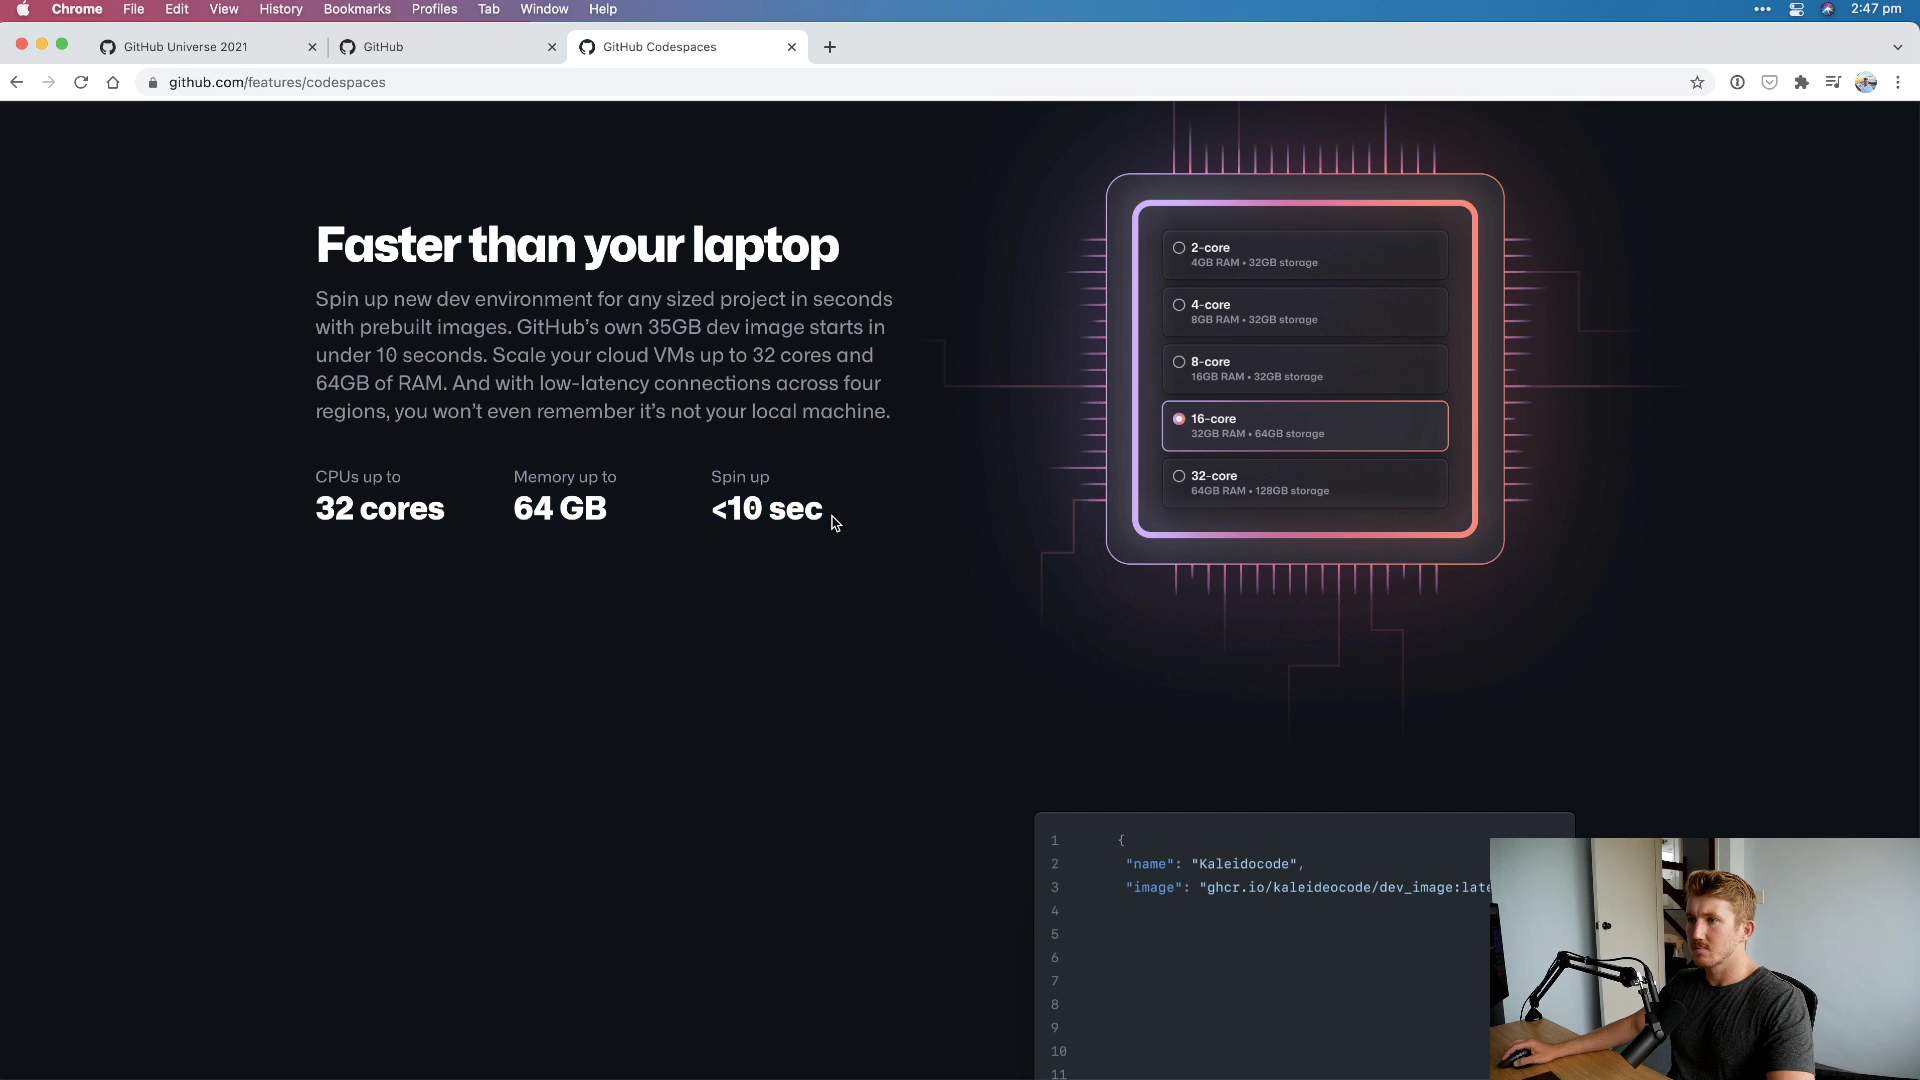 Chrome File Edit View History Bookmarks Profiles Tab Window Help 2:47 pm
GitHub Universe 2021 GitHub GitHub Codespaces
github.com/features/codespaces
Faster than your laptop
Spin up new dev environment for any sized project in seconds
with prebuilt images. GitHub's own 35GB dev image starts in
under 10 seconds. Scale your cloud VMs up to 32 cores and
64GB of RAM. And with low-latency connections across four
regions, you won't even remember it's not your local machine.
CPUs up to
32 cores
Memory up to
64 GB
Spin up
<10 sec
2-core
4GB RAM • 32GB storage
4-core
8GB RAM • 32GB storage
8-core
16GB RAM • 32GB storage
16-core
32GB RAM • 64GB storage
32-core
64GB RAM • 128GB storage
1 {
2 "name": "Kaleidocode",
3 "image": "ghcr.io/kaleideocode/dev_image:late
4
5
6
7
8
9
10
11